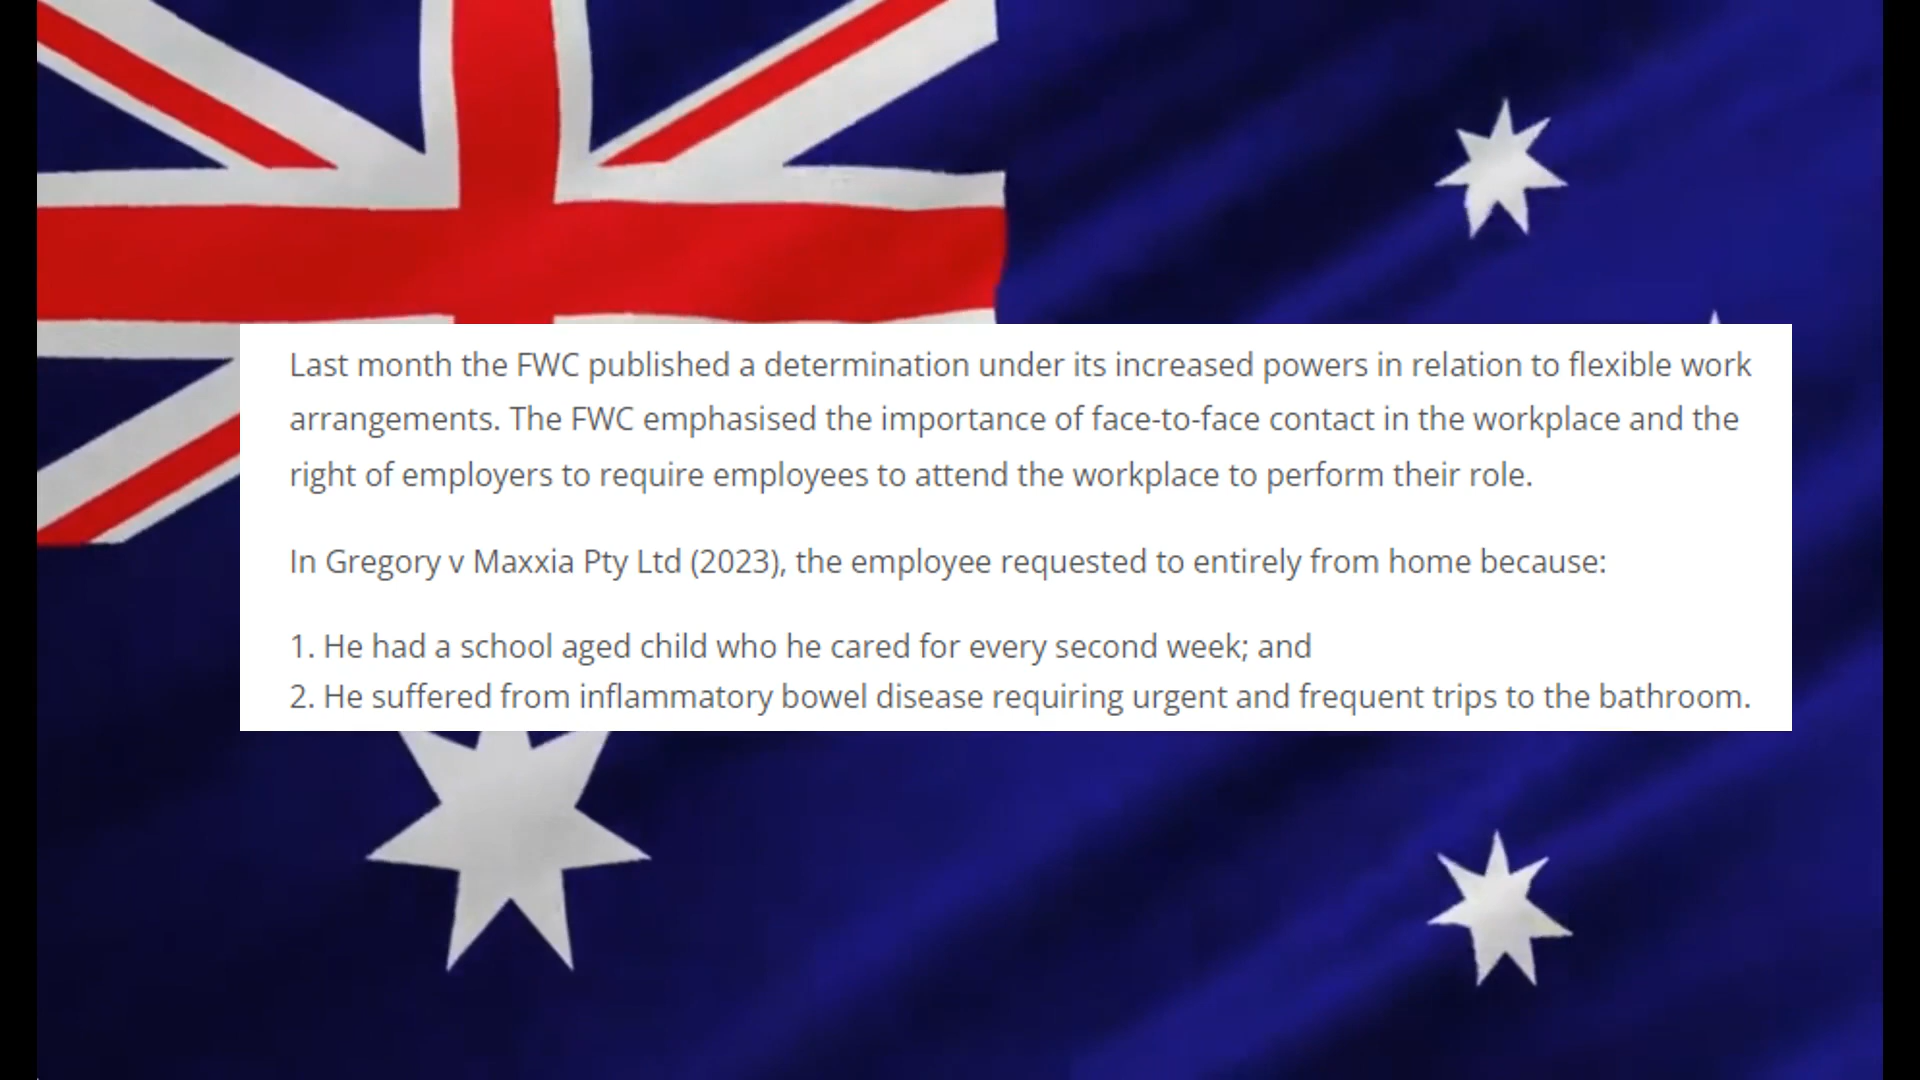 Last month the FWC published a determination under its increased powers in relation to flexible work
arrangements. The FWC emphasised the importance of face-to-face contact in the workplace and the
right of employers to require employees to attend the workplace to perform their role.
In Gregory v Maxxia Pty Ltd (2023), the employee requested to entirely from home because:
1. He had a school aged child who he cared for every second week; and
2. He suffered from inflammatory bowel disease requiring urgent and frequent trips to the bathroom.